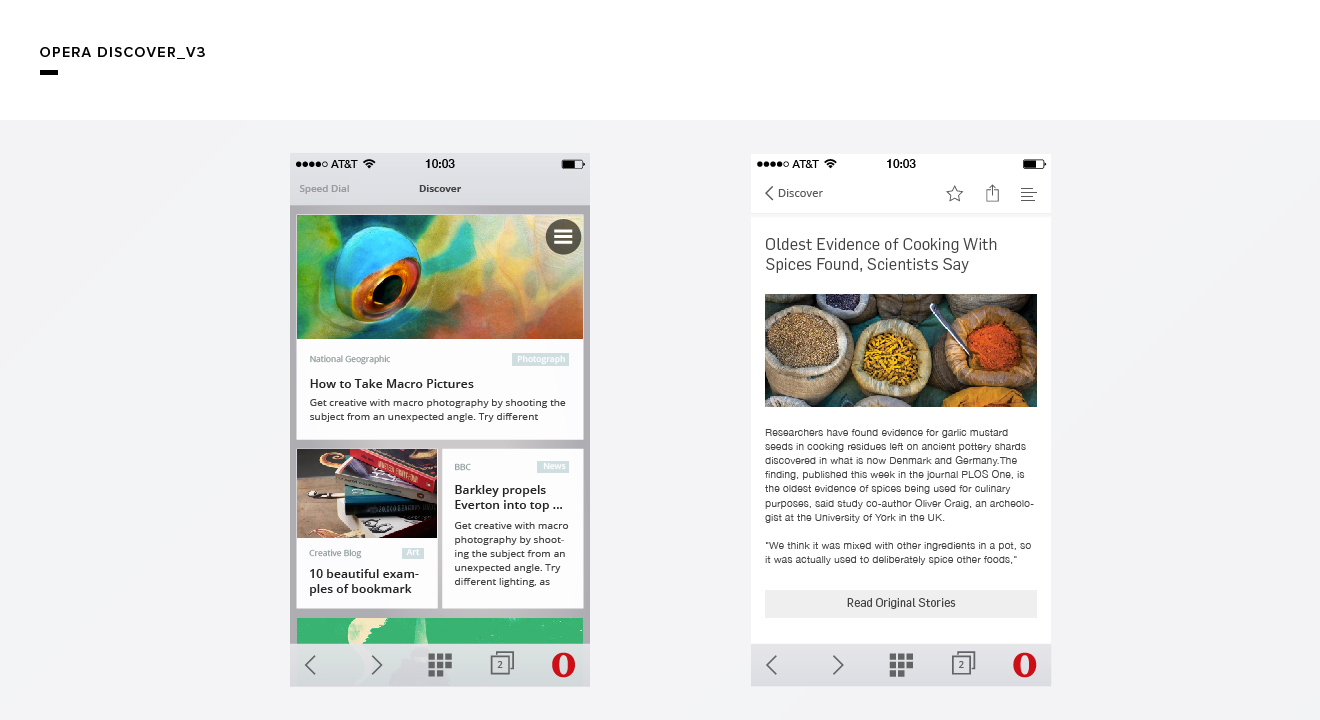 OPERA DISCOVER_V3
AT&T 10:03
Speed Dial Discover
National Geographic Photograph
How to Take Macro Pictures
Get creative with macro photography by shooting the
subject from an unexpected angle. Try different
Creative Blog Art
10 beautiful exam-
ples of bookmark
BBC News
Barkley propels
Everton into top ...
Get creative with macro
photography by shoot-
ing the subject from an
unexpected angle. Try
different lighting, as
2
AT&T 10:03
Discover
Oldest Evidence of Cooking With
Spices Found, Scientists Say
Researchers have found evidence for garlic mustard
seeds in cooking residues left on ancient pottery shards
discovered in what is now Denmark and Germany.The
finding, published this week in the journal PLOS One, is
the oldest evidence of spices being used for culinary
purposes, said study co-author Oliver Craig, an archeolo-
gist at the University of York in the UK.
"We think it was mixed with other ingredients in a pot, so
it was actually used to deliberately spice other foods,"
Read Original Stories
2